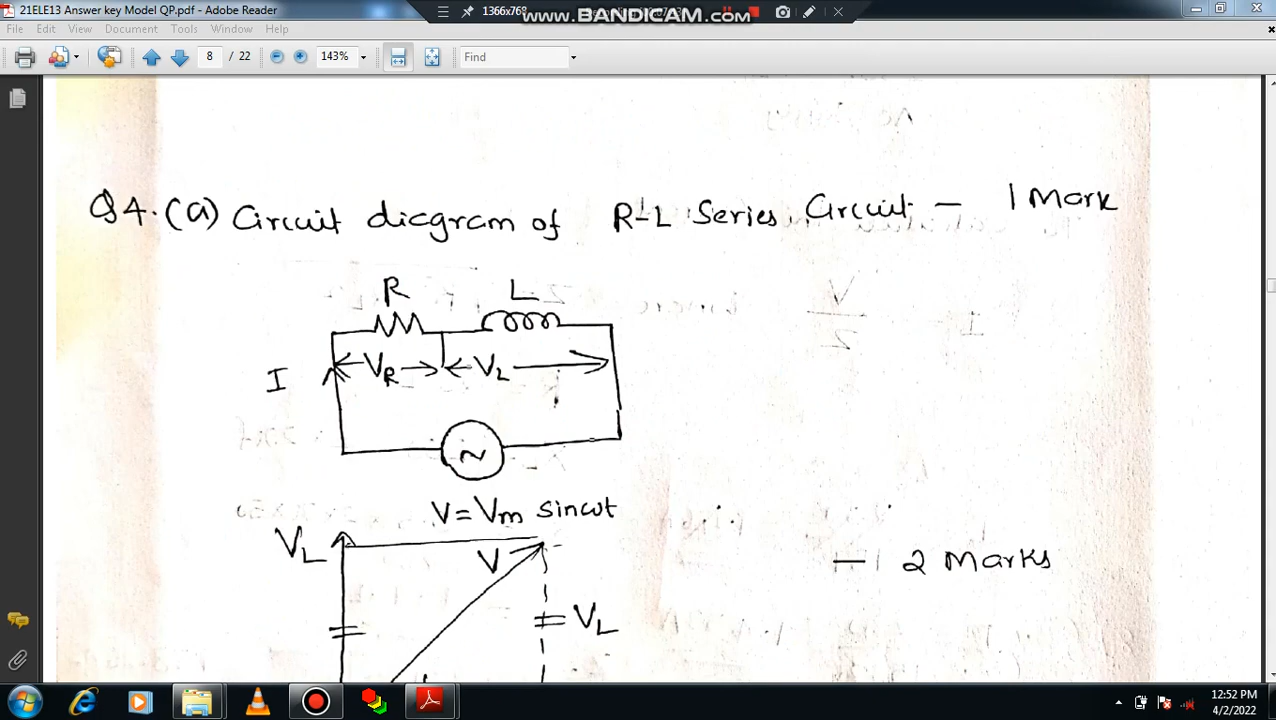 21ELE13 Answer key Model QP.pdf - Adobe Reader
1366x768
www.BANDICAM.com
File Edit View Document Tools Window Help
8 / 22 143% Find
Q4.(a) Circuit diagram of R-L Series Circuit - 1 Mark
R L
I VR VL
~
V = Vm sinωt
VL V - 2 Marks
VL
12:52 PM
4/2/2022